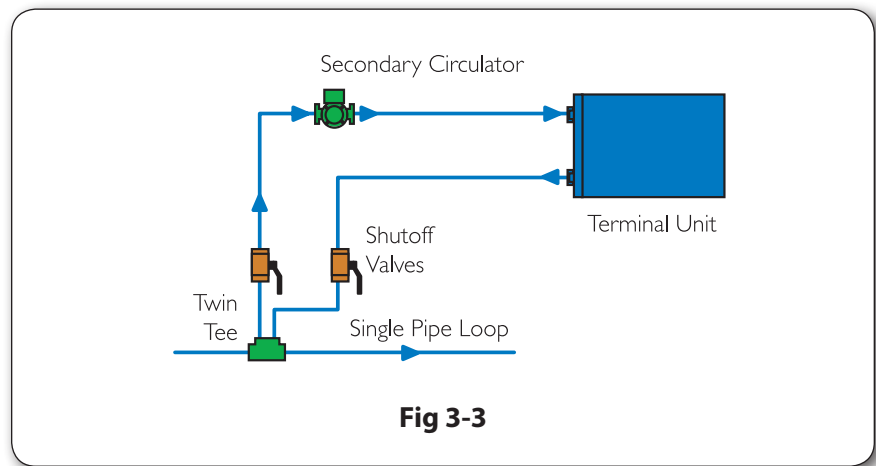 Secondary Circulator
Terminal Unit
Shutoff
Valves
Twin
Tee
Single Pipe Loop
Fig 3-3